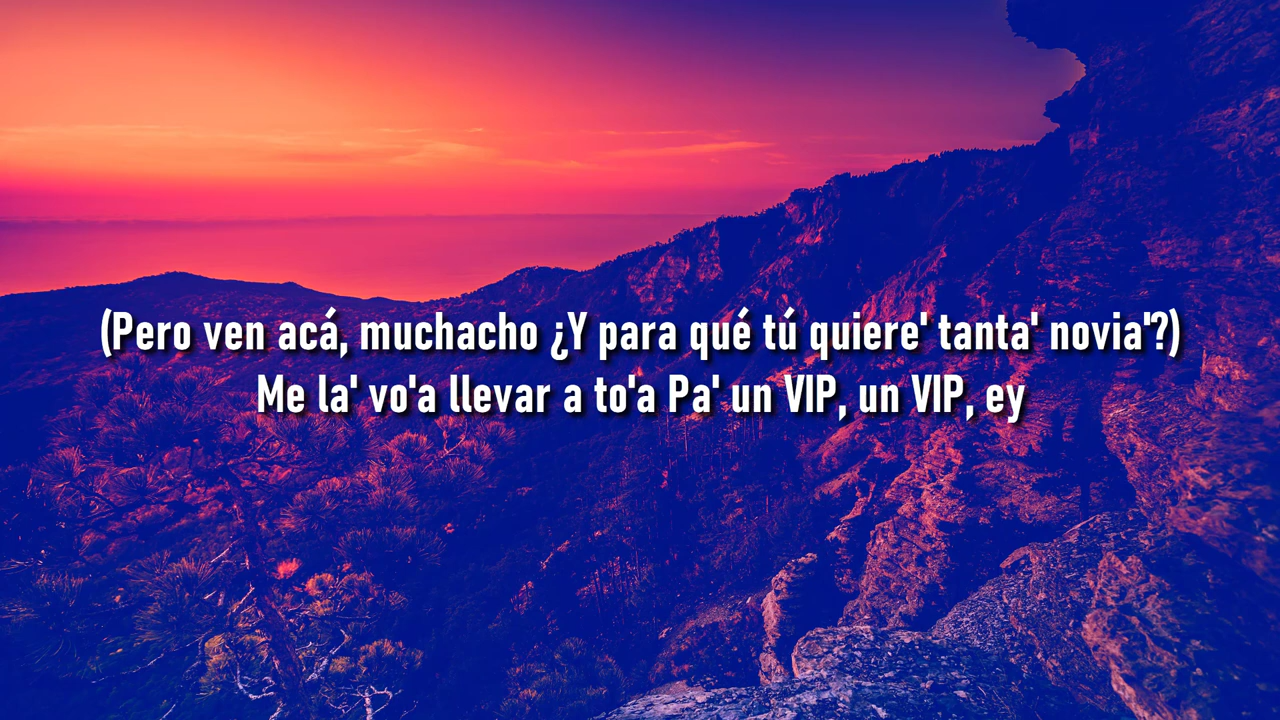 (Pero ven acá, muchacho ¿Y para qué tú quiere' tanta' novia'?)
Me la' vo'a llevar a to'a Pa' un VIP, un VIP, ey